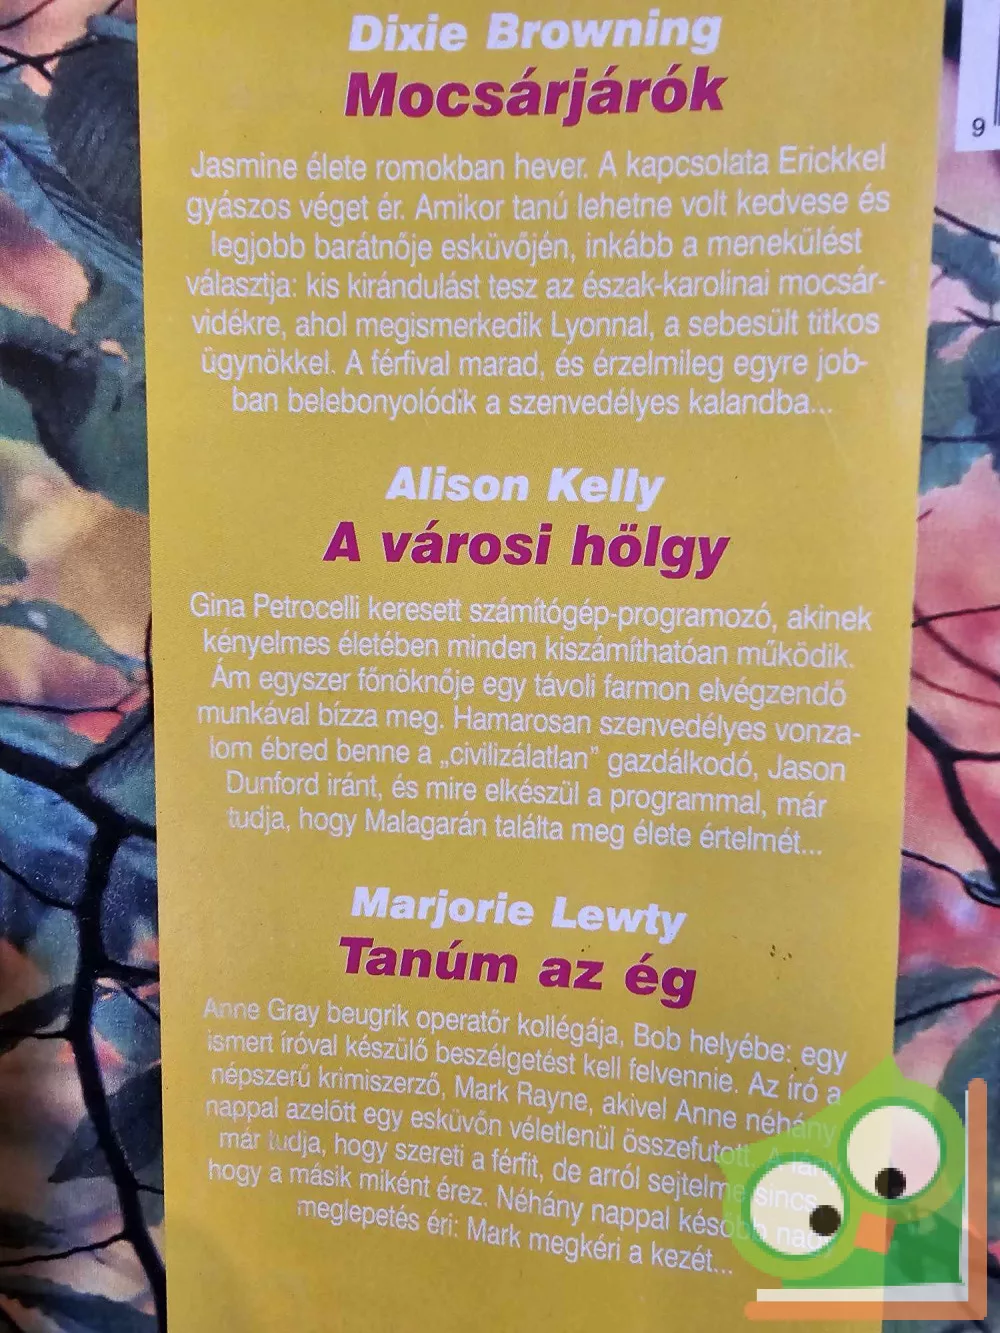 Dixie Browning
Mocsárjárók
Jasmine élete romokban hever. A kapcsolata Erickkel
gyászos véget ér. Amikor tanú lehetne volt kedvese és
legjobb barátnője esküvőjén, inkább a menekülést
választja: kis kirándulást tesz az észak-karolinai mocsár-
vidékre, ahol megismerkedik Lyonnal, a sebesült titkos
ügynökkel. A férfival marad, és érzelmileg egyre job-
ban belebonyolódik a szenvedélyes kalandba...
Alison Kelly
A városi hölgy
Gina Petrocelli keresett számítógép-programozó, akinek
kényelmes életében minden kiszámíthatóan működik.
Ám egyszer főnöknője egy távoli farmon elvégzendő
munkával bízza meg. Hamarosan szenvedélyes vonza-
lom ébred benne a „civilizálatlan” gazdálkodó, Jason
Dunford iránt, és mire elkészül a programmal, már
tudja, hogy Malagarán találta meg élete értelmét...
Marjorie Lewty
Tanúm az ég
Anne Gray beugrik operatőr kollégája, Bob helyébe: egy
ismert íróval készülő beszélgetést kell felvennie. Az író a
népszerű krimiszerző, Mark Rayne, akivel Anne néhány
nappal azelőtt egy esküvőn véletlenül összefutott. A lány
már tudja, hogy szereti a férfit, de arról sejtelme sincs,
hogy a másik miként érez. Néhány nappal később nagy
meglepetés éri: Mark megkéri a kezét...
9